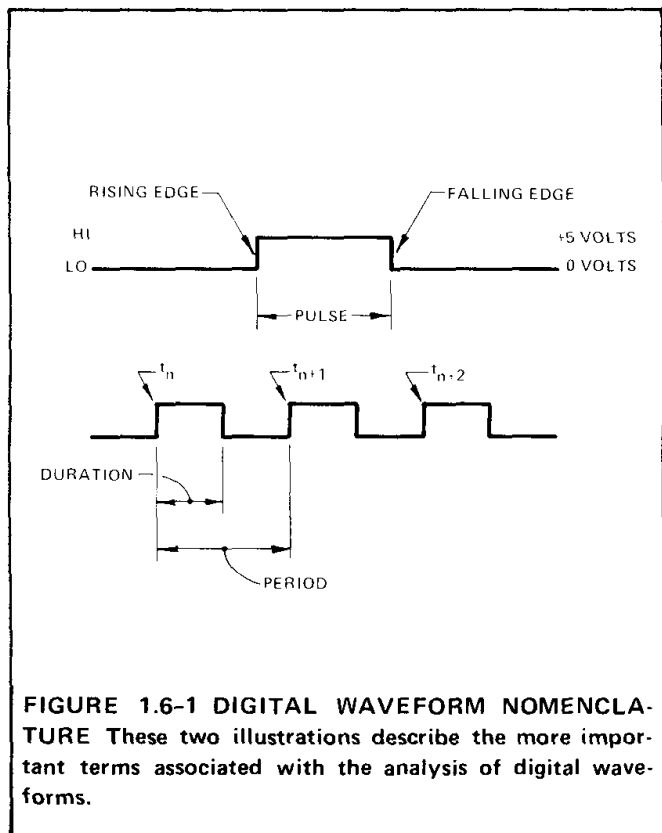 RISING EDGE
FALLING EDGE
HI
+5 VOLTS
LO
0 VOLTS
PULSE
tn
tn+1
tn+2
DURATION
PERIOD
FIGURE 1.6-1 DIGITAL WAVEFORM NOMENCLA-
TURE These two illustrations describe the more impor-
tant terms associated with the analysis of digital wave-
forms.